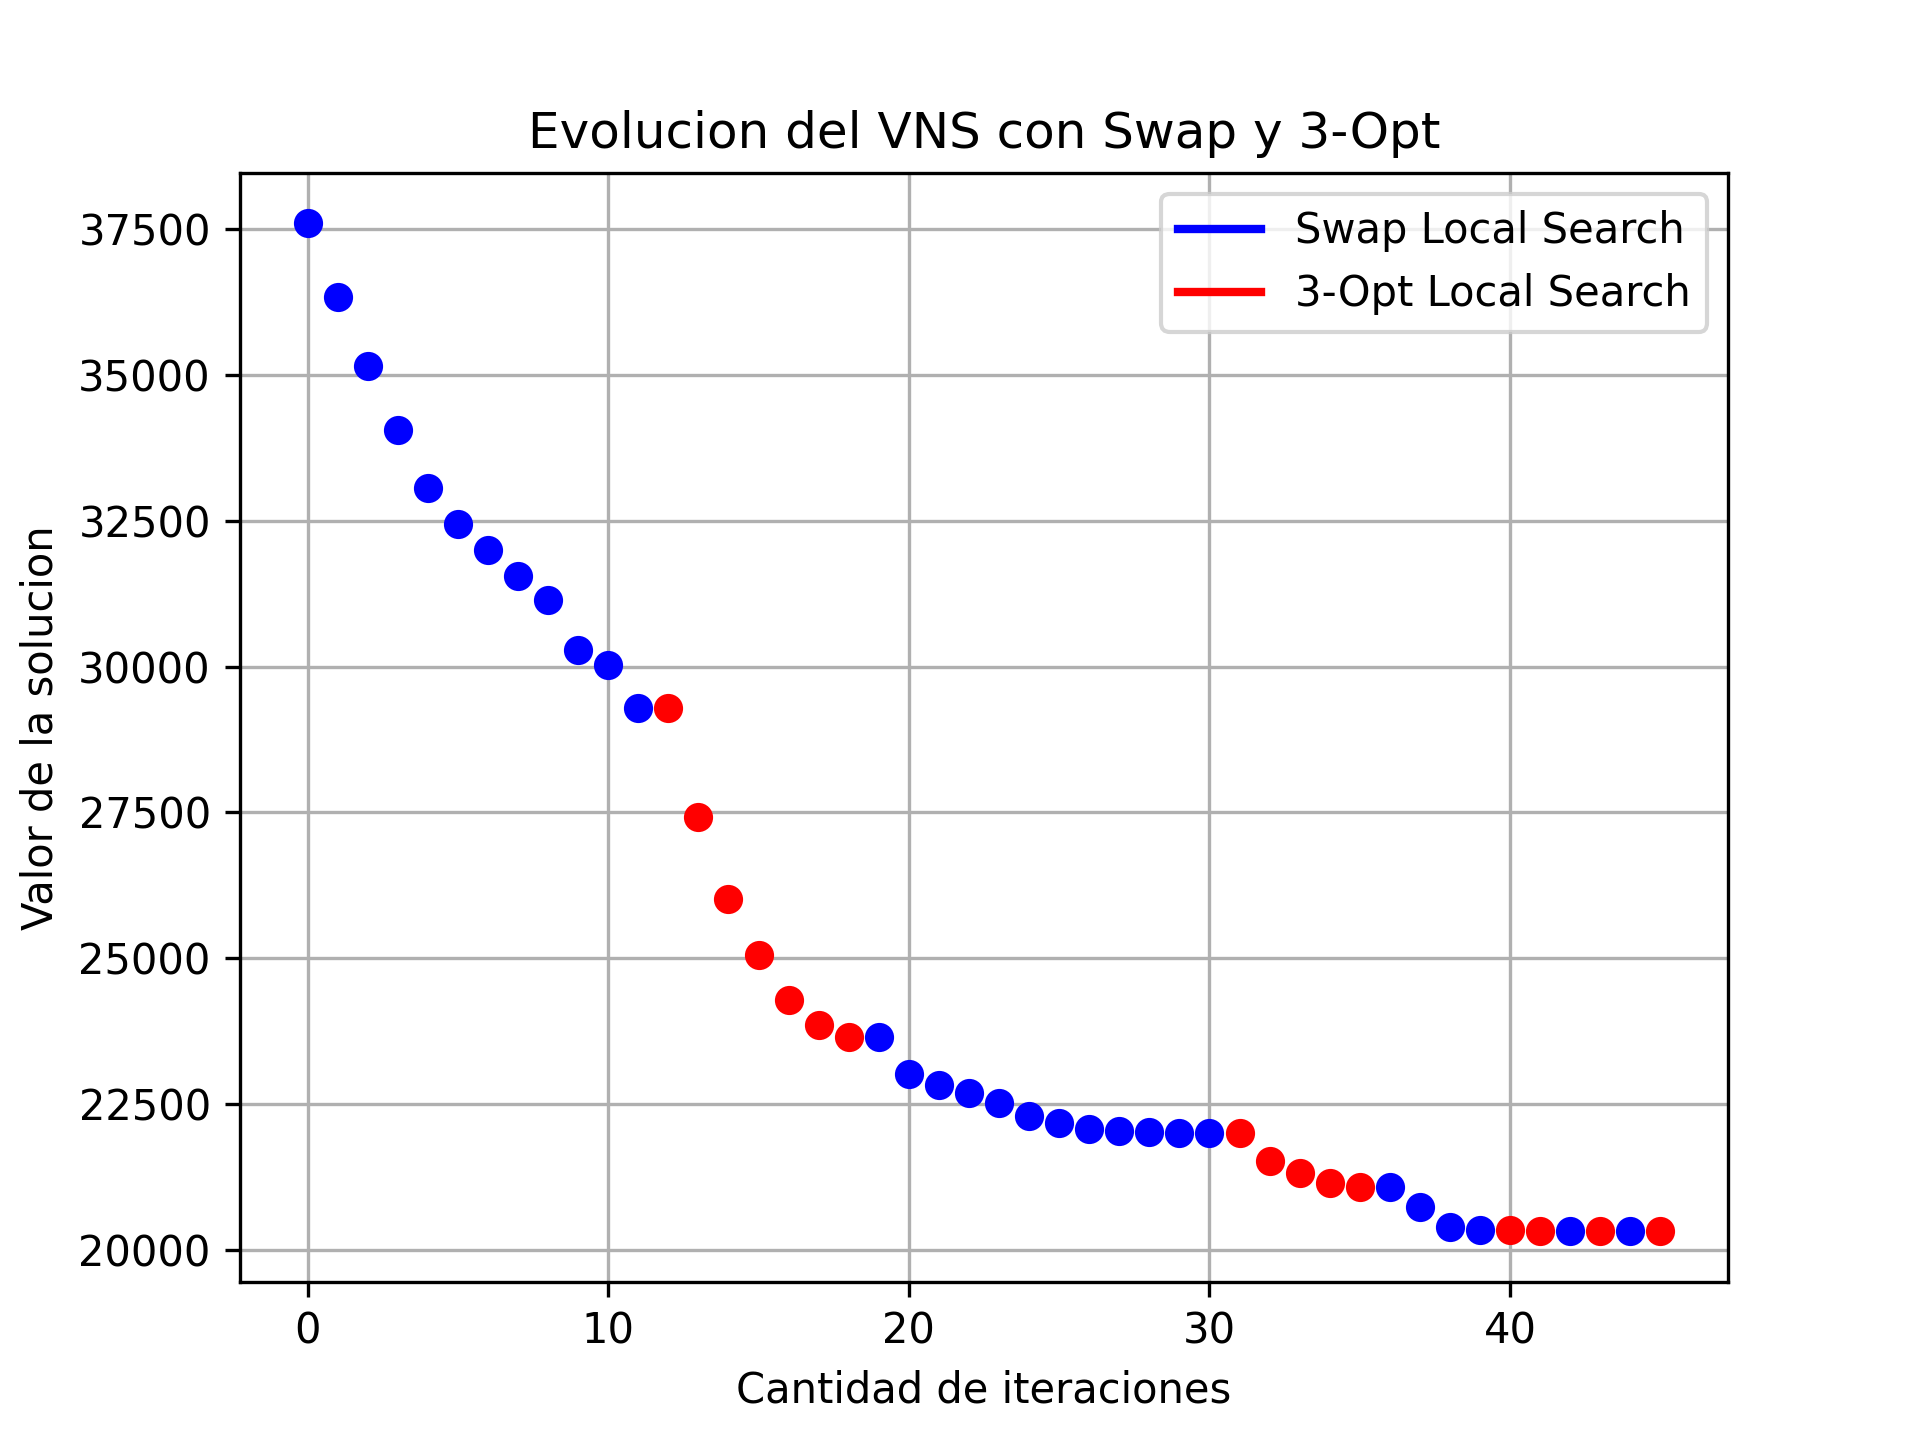 Evolucion del VNS con Swap y 3-Opt
Swap Local Search
3-Opt Local Search
Valor de la solucion
37500
35000
32500
30000
27500
25000
22500
20000
0 10 20 30 40
Cantidad de iteraciones